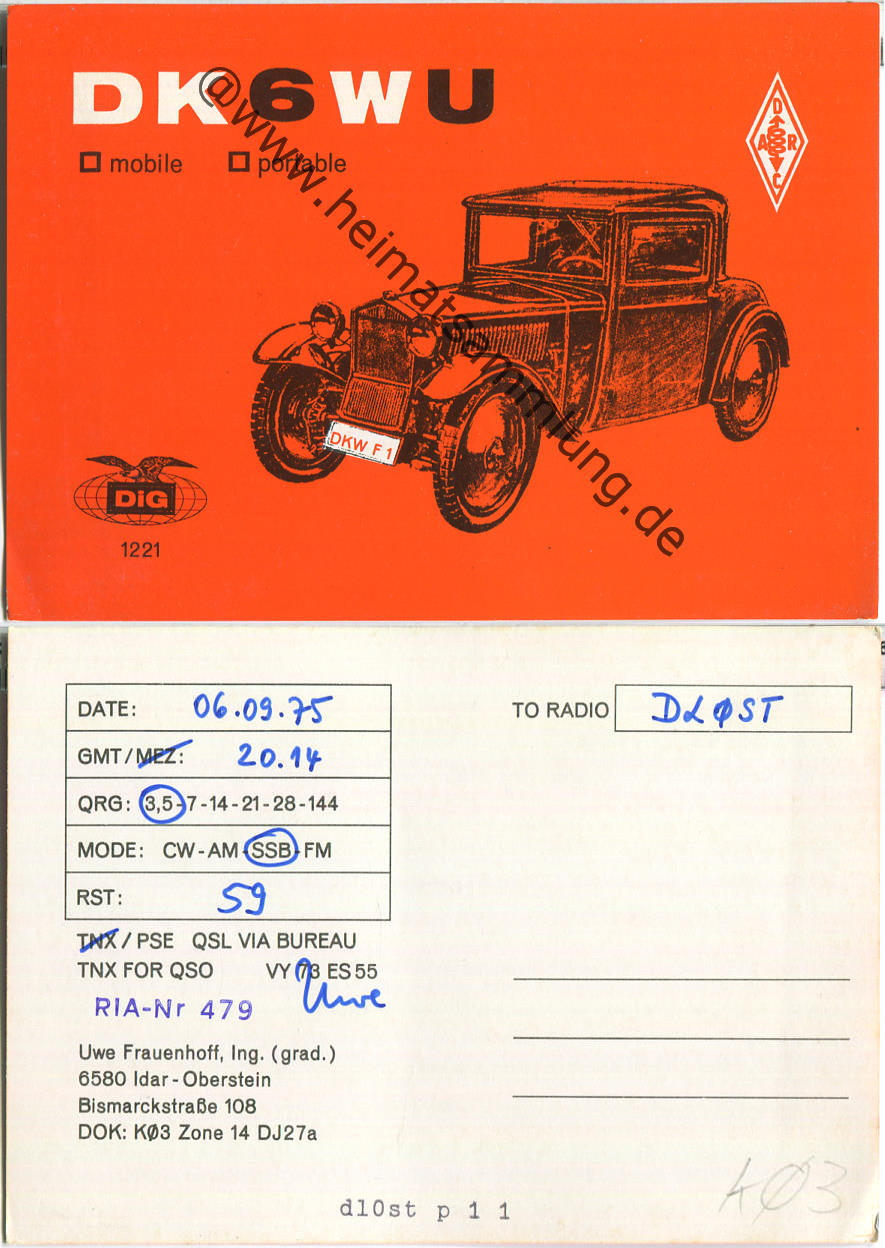 DK6WU
mobile portable
D
A R
C
@www.heimatsammlung.de
DKW F 1
DiG
1221
DATE: 06.09.75
TO RADIO DLØST
GMT/MEZ: 20.14
QRG: 3,5-7-14-21-28-144
MODE: CW-AM-SSB-FM
RST: 59
TNX/PSE QSL VIA BUREAU
TNX FOR QSO VY 73 ES 55
Uwe
RIA-Nr 479
Uwe Frauenhoff, Ing. (grad.)
6580 Idar-Oberstein
Bismarckstraße 108
DOK: KØ3 Zone 14 DJ27a
KØ3
dl0st p 1 1